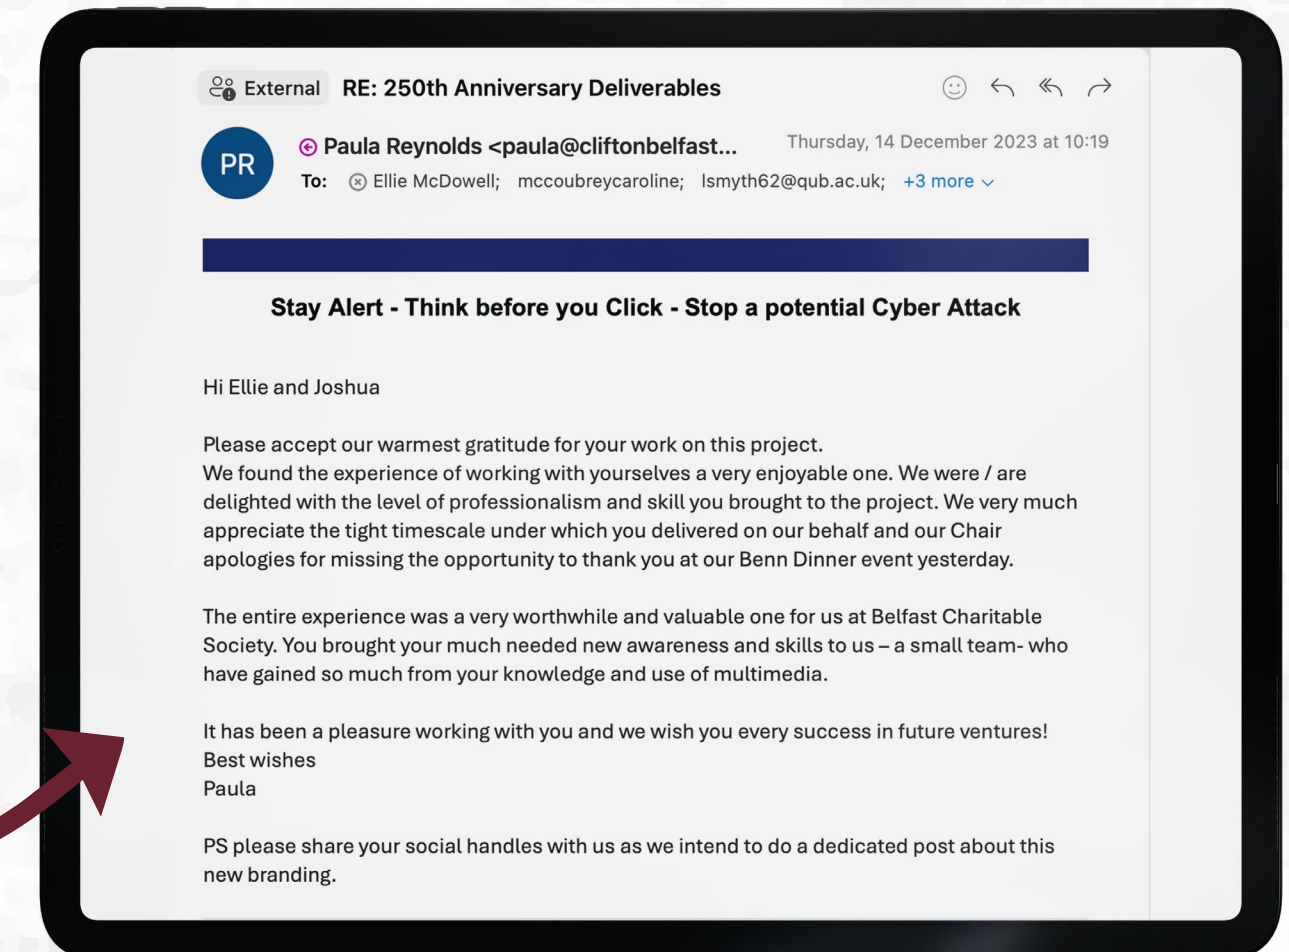 External RE: 250th Anniversary Deliverables
PR
Paula Reynolds <paula@cliftonbelfast... Thursday, 14 December 2023 at 10:19
To: Ellie McDowell; mccoubreycaroline; lsmyth62@qub.ac.uk; +3 more
Stay Alert - Think before you Click - Stop a potential Cyber Attack
Hi Ellie and Joshua
Please accept our warmest gratitude for your work on this project.
We found the experience of working with yourselves a very enjoyable one. We were / are
delighted with the level of professionalism and skill you brought to the project. We very much
appreciate the tight timescale under which you delivered on our behalf and our Chair
apologies for missing the opportunity to thank you at our Benn Dinner event yesterday.
The entire experience was a very worthwhile and valuable one for us at Belfast Charitable
Society. You brought your much needed new awareness and skills to us – a small team- who
have gained so much from your knowledge and use of multimedia.
It has been a pleasure working with you and we wish you every success in future ventures!
Best wishes
Paula
PS please share your social handles with us as we intend to do a dedicated post about this
new branding.